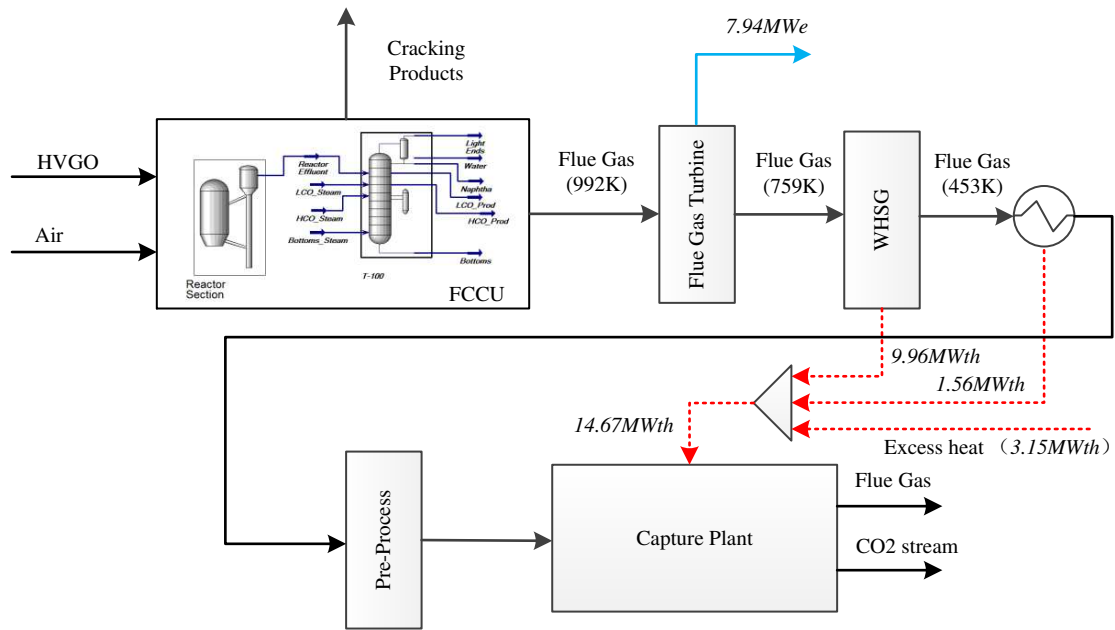 7.94MWe
Cracking
Products
HVGO
Air
Reactor
Section
Reactor
Effluent
LCO_Steam
HCO_Steam
Bottoms_Steam
Light
Ends
Water
Naphtha
LCO_Prod
HCO_Prod
Bottoms
T-100
FCCU
Flue Gas
(992K)
Flue Gas Turbine
Flue Gas
(759K)
WHSG
Flue Gas
(453K)
9.96MWth
1.56MWth
14.67MWth
Excess heat （3.15MWth）
Pre-Process
Capture Plant
Flue Gas
CO2 stream